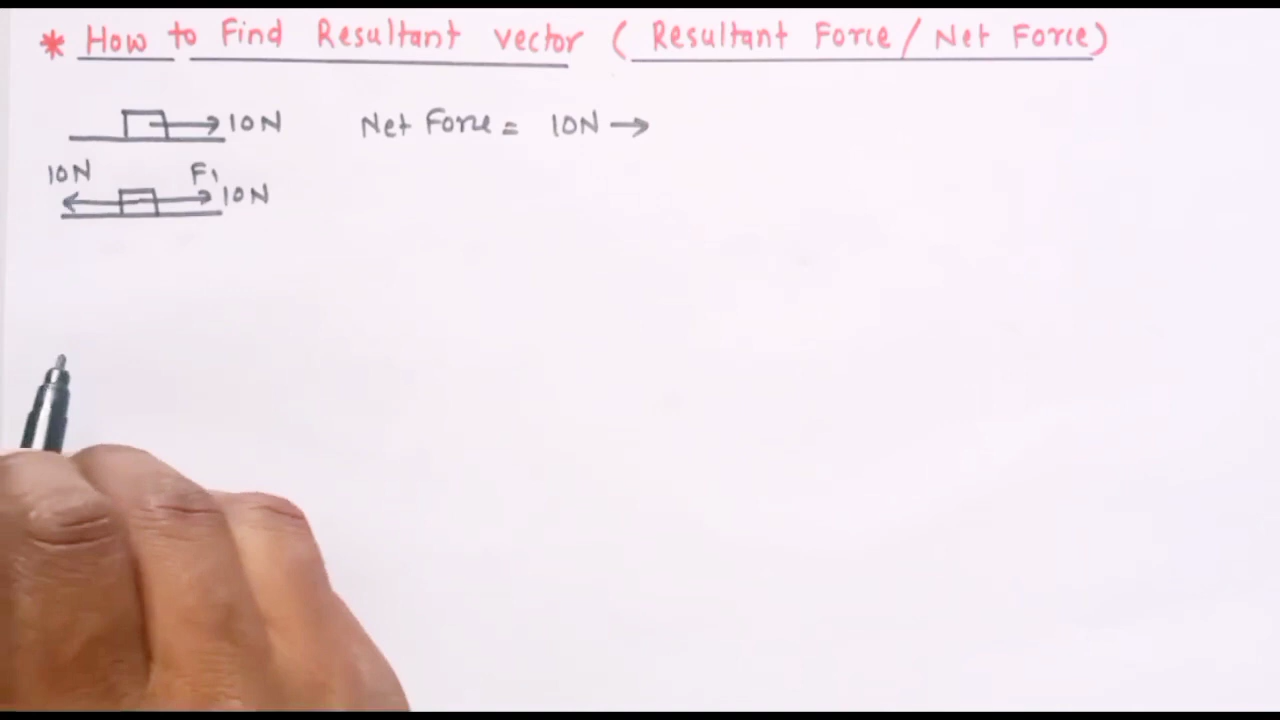 * How to Find Resultant vector ( Resultant Force / Net Force )
10N Net Force = 10N →
10N F1
10N